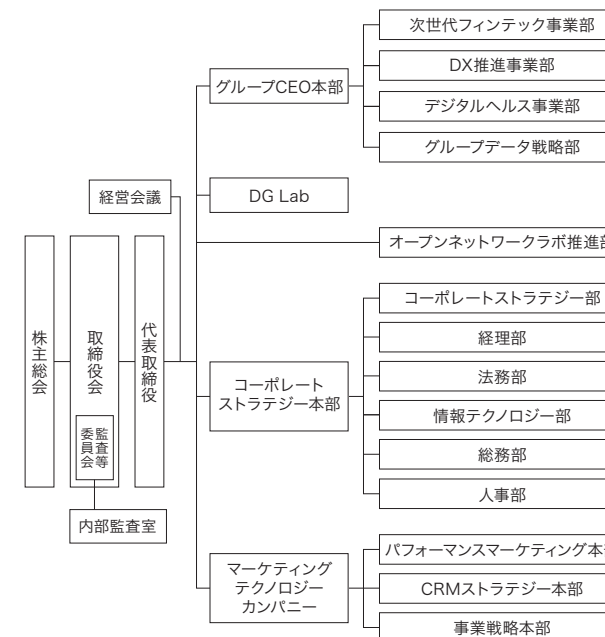 次世代フィンテック事業部
DX推進事業部
グループCEO本部
デジタルヘルス事業部
グループデータ戦略部
経営会議
DG Lab
オープンネットワークラボ推進部
株主総会
取締役会
代表取締役
監査等
委員会
内部監査室
コーポレートストラテジー部
経理部
法務部
コーポレート
ストラテジー本部
情報テクノロジー部
総務部
人事部
マーケティング
テクノロジー
カンパニー
パフォーマンスマーケティング本部
CRMストラテジー本部
事業戦略本部